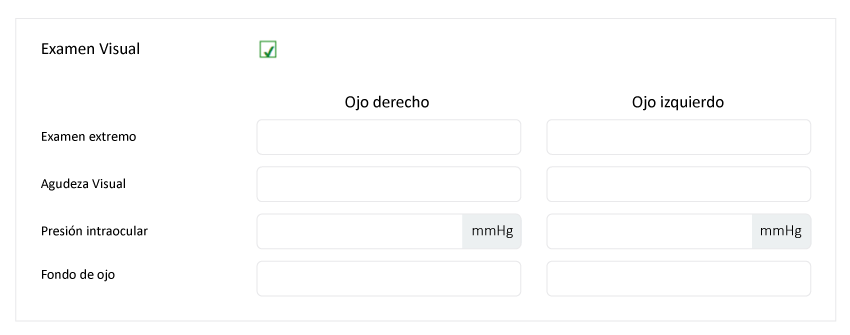 Examen Visual
Ojo derecho Ojo izquierdo
Examen extremo
Agudeza Visual
Presión intraocular mmHg mmHg
Fondo de ojo